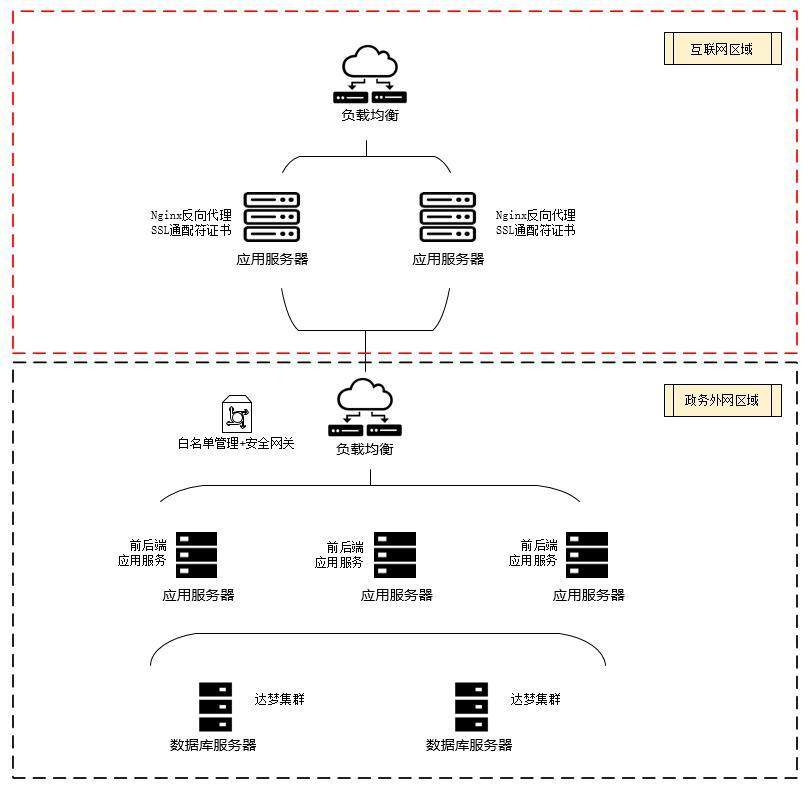 互联网区域
负载均衡
Nginx反向代理
SSL通配符证书
应用服务器
Nginx反向代理
SSL通配符证书
应用服务器
政务外网区域
白名单管理+安全网关
负载均衡
前后端
应用服务
应用服务器
前后端
应用服务
应用服务器
前后端
应用服务
应用服务器
达梦集群
数据库服务器
达梦集群
数据库服务器